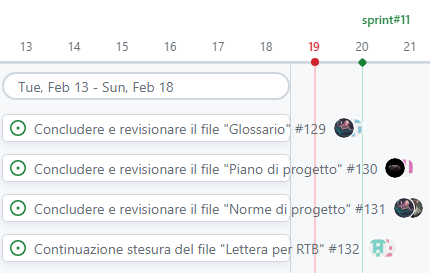 sprint#11
13 14 15 16 17 18 19 20 21
Tue, Feb 13 - Sun, Feb 18
Concludere e revisionare il file "Glossario" #129
Concludere e revisionare il file "Piano di progetto" #130
Concludere e revisionare il file "Norme di progetto" #131
Continuazione stesura del file "Lettera per RTB" #132